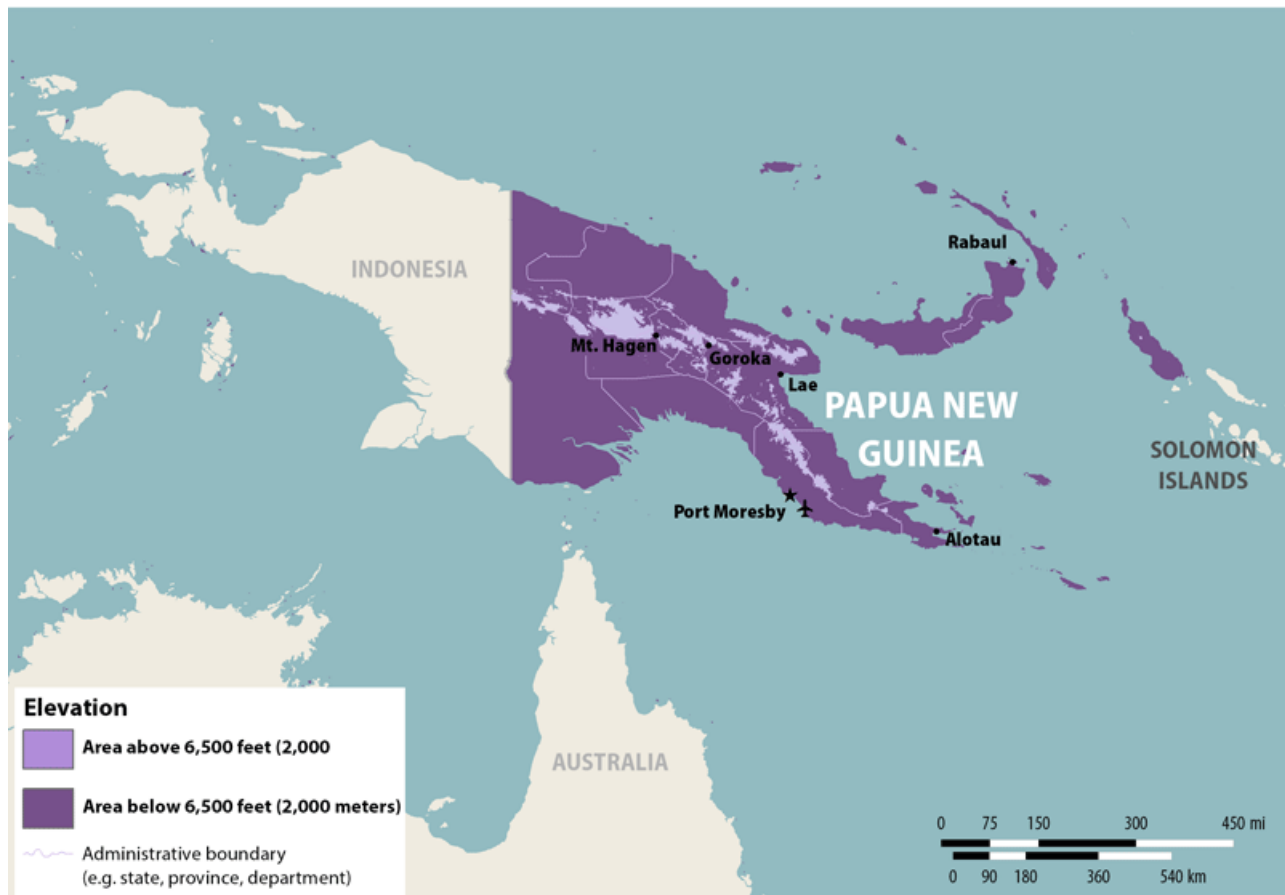 Rabaul
INDONESIA
Mt. Hagen
Goroka
Lae
PAPUA NEW
GUINEA
SOLOMON
ISLANDS
Port Moresby
Alotau
AUSTRALIA
Elevation
Area above 6,500 feet (2,000
Area below 6,500 feet (2,000 meters)
Administrative boundary
(e.g. state, province, department)
0 75 150 300 450 mi
0 90 180 360 540 km